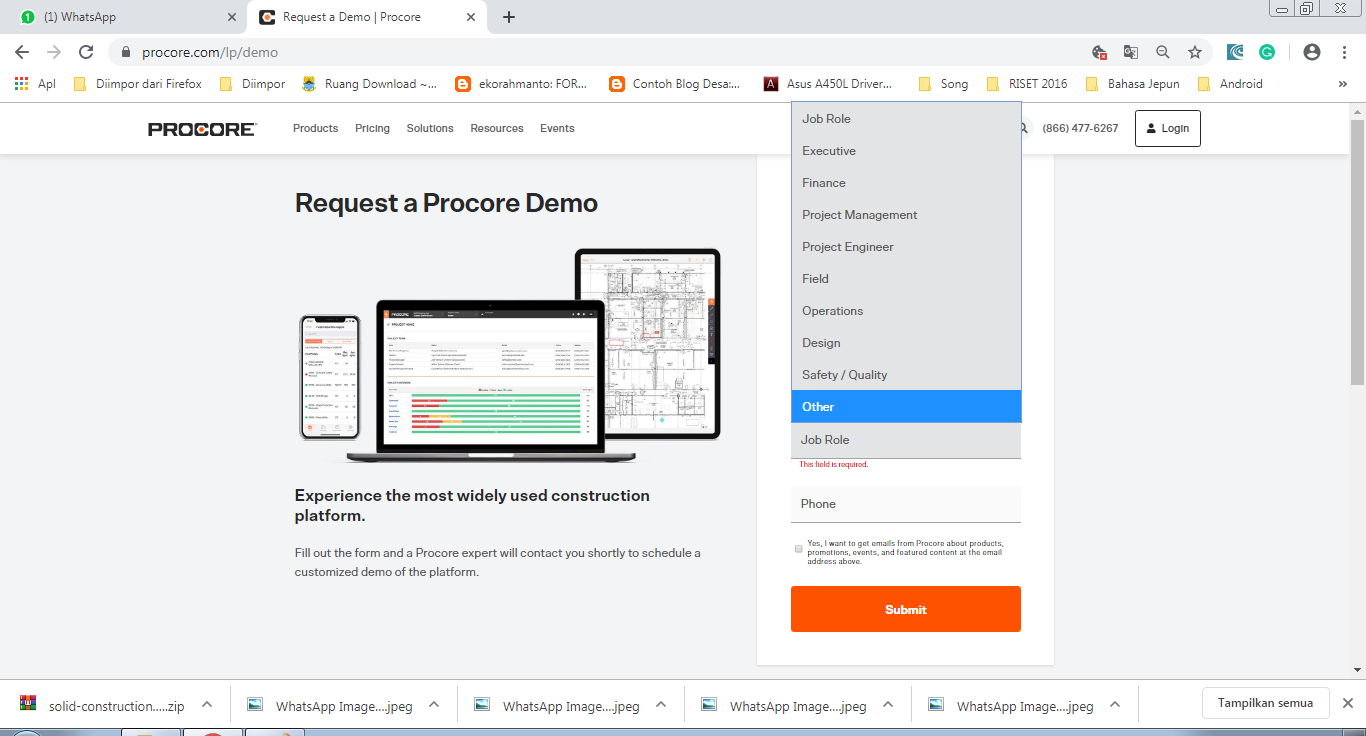 (1) WhatsApp
Request a Demo | Procore
procore.com/lp/demo
Apl
Diimpor dari Firefox
Diimpor
Ruang Download ~...
ekorahmanto: FOR...
Contoh Blog Desa:...
Asus A450L Driver...
Song
RISET 2016
Bahasa Jepun
Android
»
PROCORE
Products
Pricing
Solutions
Resources
Events
(866) 477-6267
Login
Request a Procore Demo
Experience the most widely used construction
platform.
Fill out the form and a Procore expert will contact you shortly to schedule a
customized demo of the platform.
Job Role
Executive
Finance
Project Management
Project Engineer
Field
Operations
Design
Safety / Quality
Other
Job Role
This field is required.
Phone
Yes, I want to get emails from Procore about products,
promotions, events, and featured content at the email
address above.
Submit
solid-construction.....zip
WhatsApp Image....jpeg
WhatsApp Image....jpeg
WhatsApp Image....jpeg
WhatsApp Image....jpeg
Tampilkan semua